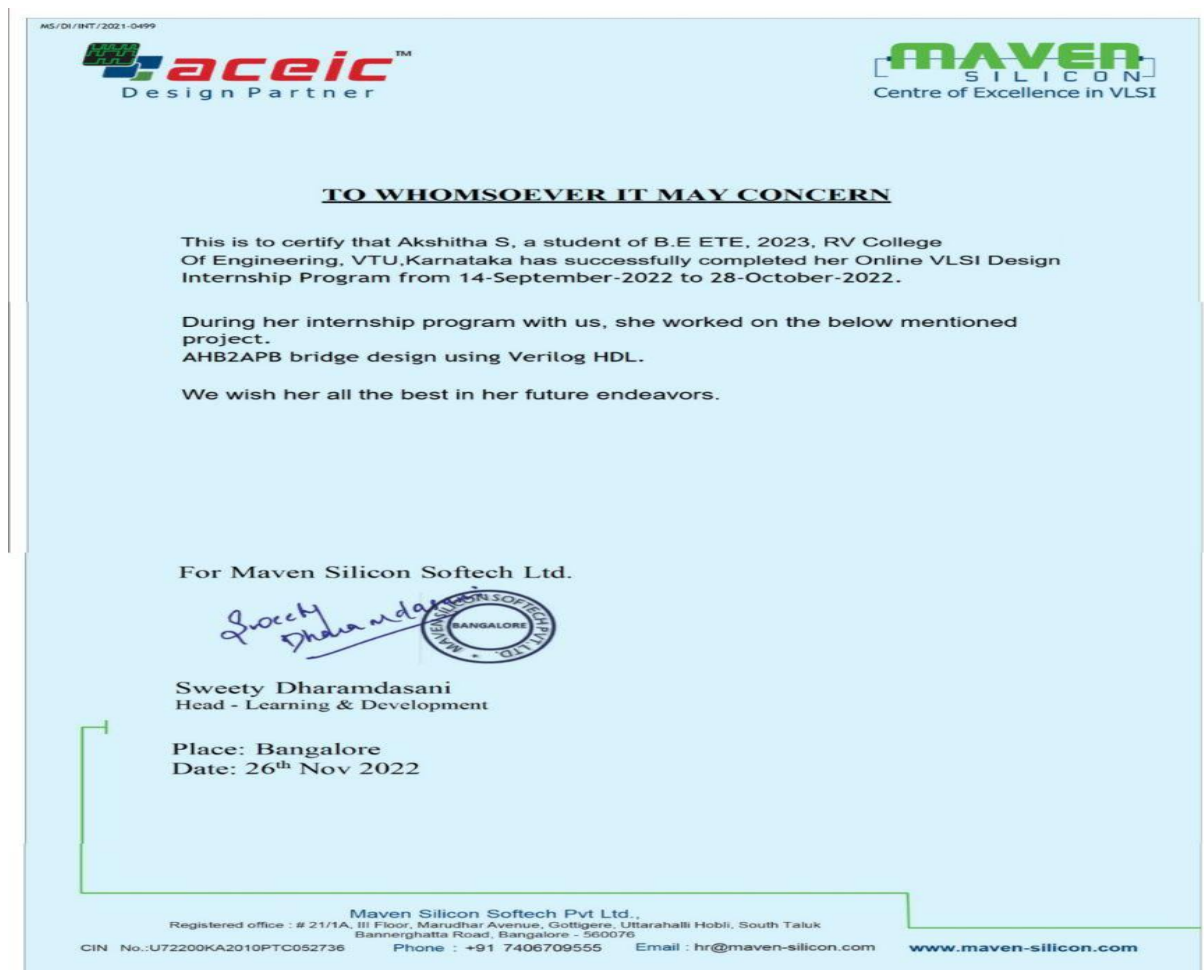 MS/DI/INT/2021-0499
aceic™
Design Partner
MAVEN
SILICON
Centre of Excellence in VLSI
TO WHOMSOEVER IT MAY CONCERN
This is to certify that Akshitha S, a student of B.E ETE, 2023, RV College
Of Engineering, VTU,Karnataka has successfully completed her Online VLSI Design
Internship Program from 14-September-2022 to 28-October-2022.
During her internship program with us, she worked on the below mentioned
project.
AHB2APB bridge design using Verilog HDL.
We wish her all the best in her future endeavors.
For Maven Silicon Softech Ltd.
Sweety
Dharamdasani
MAVEN SILICON SOFTECH PVT. LTD.
BANGALORE
Sweety Dharamdasani
Head - Learning & Development
Place: Bangalore
Date: 26th Nov 2022
Maven Silicon Softech Pvt Ltd.,
Registered office : # 21/1A, III Floor, Marudhar Avenue, Gottigere, Uttarahalli Hobli, South Taluk
Bannerghatta Road, Bangalore - 560076
CIN No.:U72200KA2010PTC052736 Phone : +91 7406709555 Email : hr@maven-silicon.com www.maven-silicon.com